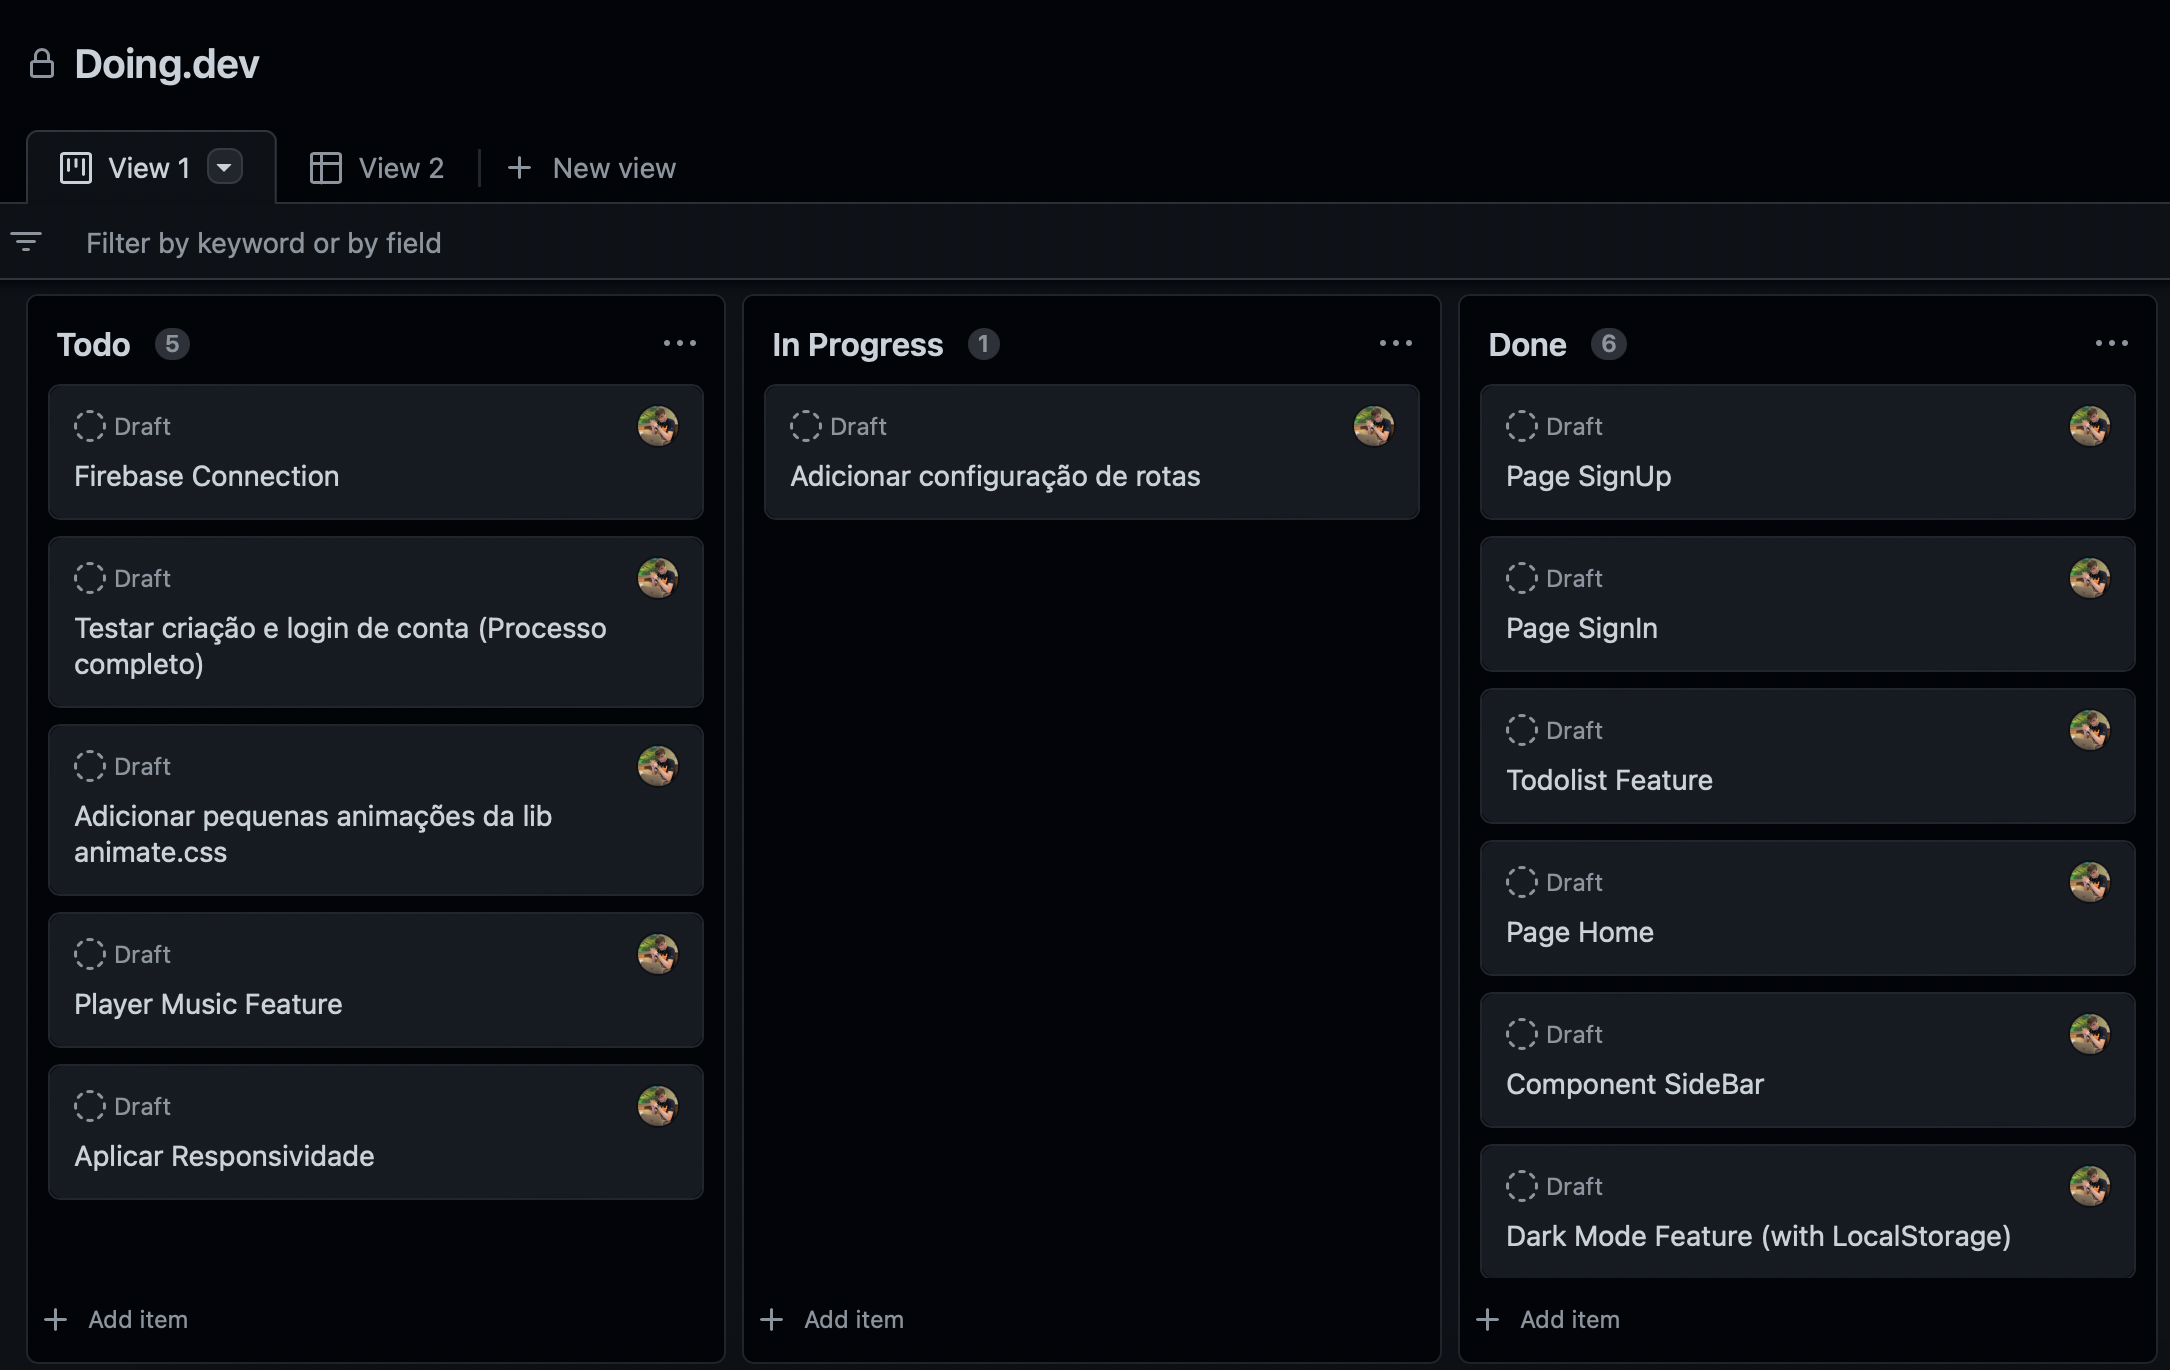 Doing.dev
View 1
View 2
New view
Filter by keyword or by field
Todo 5
Draft
Firebase Connection
Draft
Testar criação e login de conta (Processo
completo)
Draft
Adicionar pequenas animações da lib
animate.css
Draft
Player Music Feature
Draft
Aplicar Responsividade
Add item
In Progress 1
Draft
Adicionar configuração de rotas
Add item
Done 6
Draft
Page SignUp
Draft
Page SignIn
Draft
Todolist Feature
Draft
Page Home
Draft
Component SideBar
Draft
Dark Mode Feature (with LocalStorage)
Add item